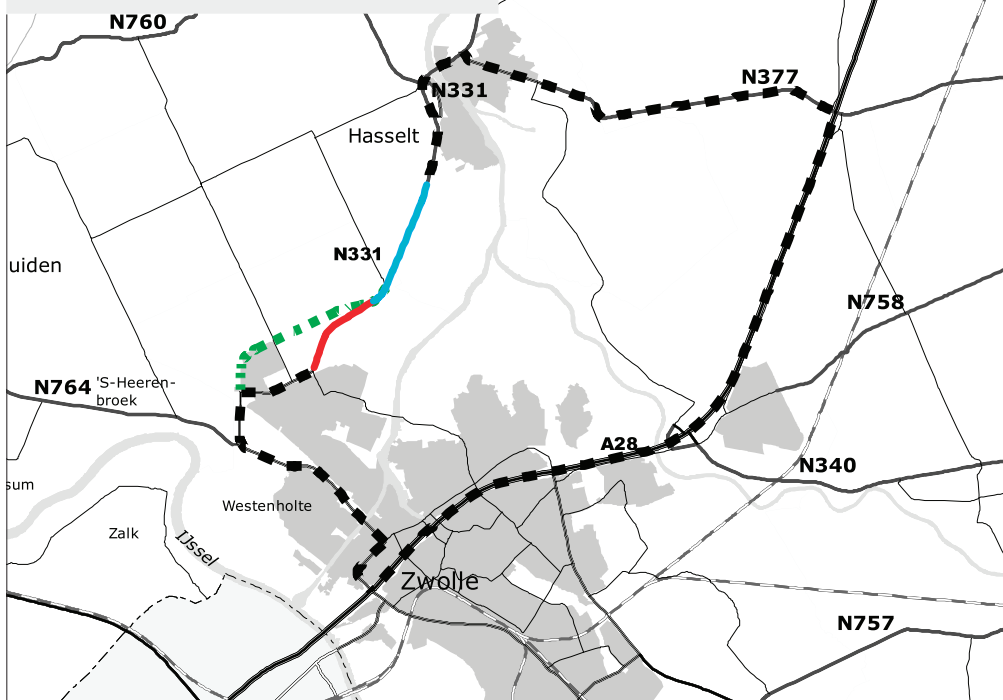 N760
N377
N331
Hasselt
N331
uiden
N758
N764
'S-Heeren-
broek
A28
N340
sum
Westenholte
Zalk
IJssel
Zwolle
N757